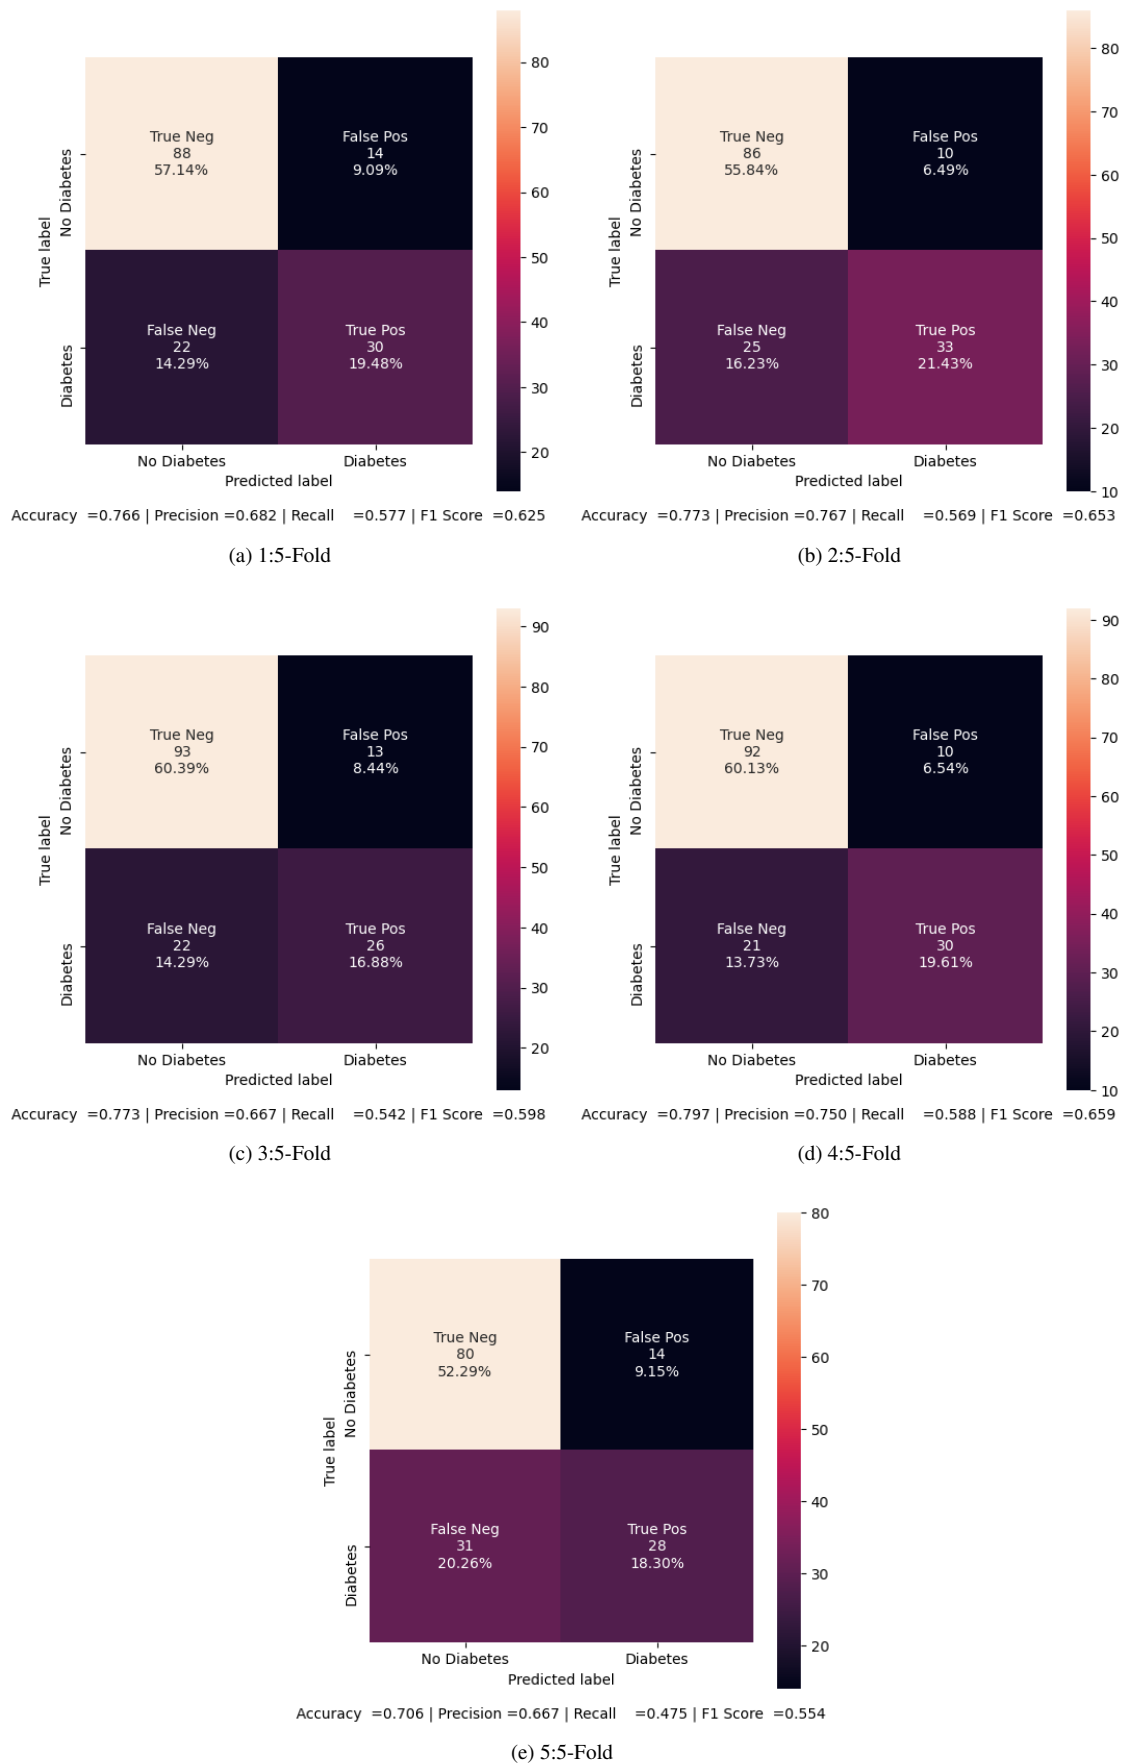 80
70
60
50
40
30
20
True Neg
88
57.14%
False Pos
14
9.09%
False Neg
22
14.29%
True Pos
30
19.48%
True label
No Diabetes
Diabetes
No Diabetes Diabetes
Predicted label
Accuracy =0.766 | Precision =0.682 | Recall =0.577 | F1 Score =0.625
(a) 1:5-Fold
80
70
60
50
40
30
20
10
True Neg
86
55.84%
False Pos
10
6.49%
False Neg
25
16.23%
True Pos
33
21.43%
True label
No Diabetes
Diabetes
No Diabetes Diabetes
Predicted label
Accuracy =0.773 | Precision =0.767 | Recall =0.569 | F1 Score =0.653
(b) 2:5-Fold
90
80
70
60
50
40
30
20
True Neg
93
60.39%
False Pos
13
8.44%
False Neg
22
14.29%
True Pos
26
16.88%
True label
No Diabetes
Diabetes
No Diabetes Diabetes
Predicted label
Accuracy =0.773 | Precision =0.667 | Recall =0.542 | F1 Score =0.598
(c) 3:5-Fold
90
80
70
60
50
40
30
20
10
True Neg
92
60.13%
False Pos
10
6.54%
False Neg
21
13.73%
True Pos
30
19.61%
True label
No Diabetes
Diabetes
No Diabetes Diabetes
Predicted label
Accuracy =0.797 | Precision =0.750 | Recall =0.588 | F1 Score =0.659
(d) 4:5-Fold
80
70
60
50
40
30
20
True Neg
80
52.29%
False Pos
14
9.15%
False Neg
31
20.26%
True Pos
28
18.30%
True label
No Diabetes
Diabetes
No Diabetes Diabetes
Predicted label
Accuracy =0.706 | Precision =0.667 | Recall =0.475 | F1 Score =0.554
(e) 5:5-Fold